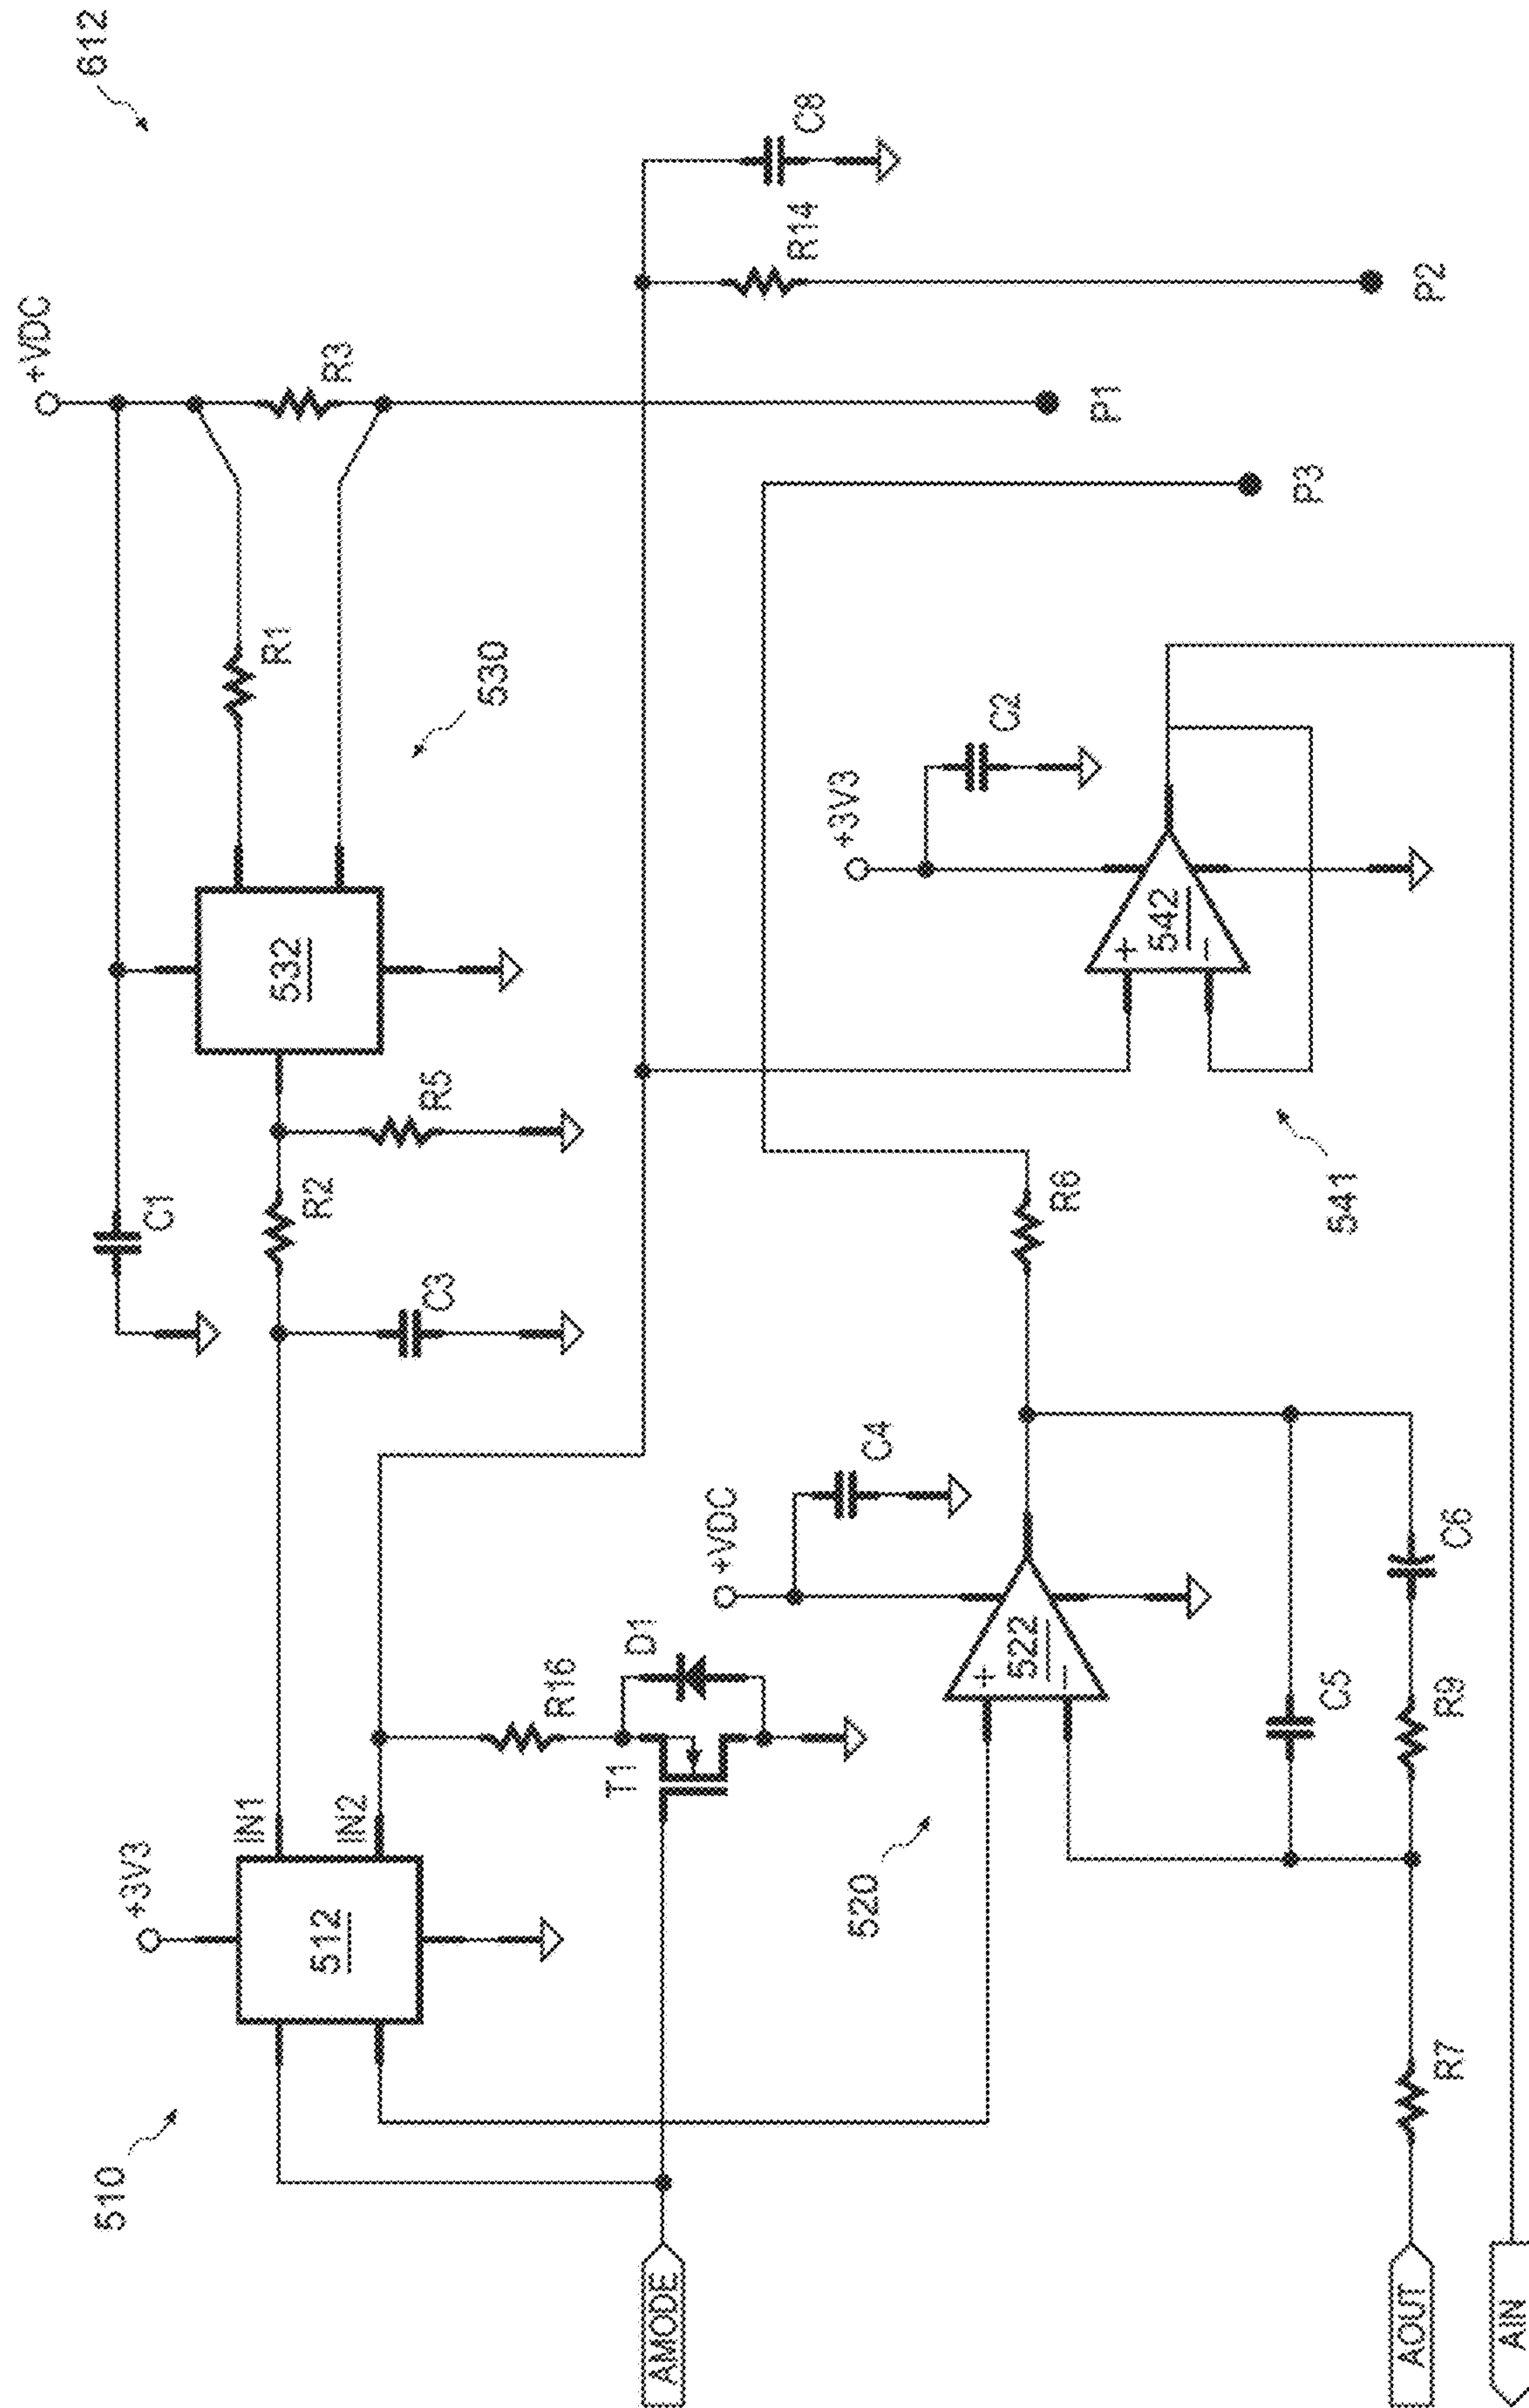 612
+VDC
R3
R1
530
532
C1
R2
R5
C3
C8
R14
P2
P1
P3
+3V3
C2
542
+
−
541
R6
+3V3
IN1
IN2
512
510
R16
D1
T1
+VDC
C4
522
+
−
520
C5
C6
R9
R7
AMODE
AOUT
AIN